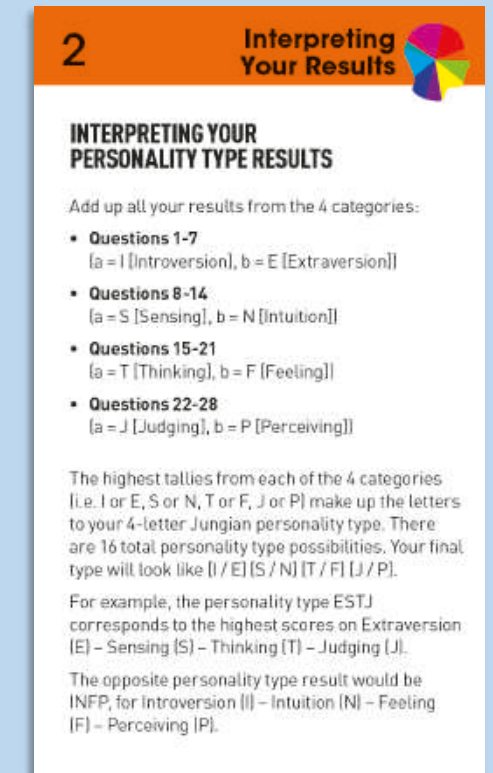 2
Interpreting
Your Results
INTERPRETING YOUR
PERSONALITY TYPE RESULTS
Add up all your results from the 4 categories:
• Questions 1-7
(a = I [Introversion], b = E [Extraversion])
• Questions 8-14
(a = S [Sensing], b = N [Intuition])
• Questions 15-21
(a = T [Thinking], b = F [Feeling])
• Questions 22-28
(a = J [Judging], b = P [Perceiving])
The highest tallies from each of the 4 categories
(i.e. I or E, S or N, T or F, J or P) make up the letters
to your 4-letter Jungian personality type. There
are 16 total personality type possibilities. Your final
type will look like (I / E) (S / N) (T / F) (J / P).
For example, the personality type ESTJ
corresponds to the highest scores on Extraversion
(E) – Sensing (S) – Thinking (T) – Judging (J).
The opposite personality type result would be
INFP, for Introversion (I) – Intuition (N) – Feeling
(F) – Perceiving (P).